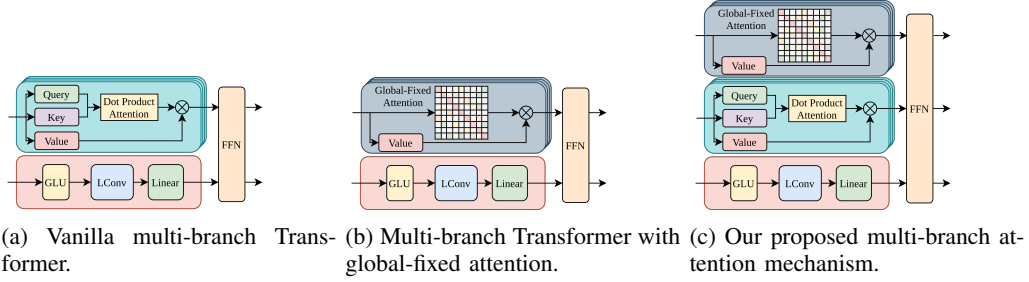 Query
Key
Value
Dot Product
Attention
GLU
LConv
Linear
FFN
(a) Vanilla multi-branch Trans-
former.
Global-Fixed
Attention
Value
GLU
LConv
Linear
FFN
(b) Multi-branch Transformer with
global-fixed attention.
Global-Fixed
Attention
Value
Query
Key
Value
Dot Product
Attention
GLU
LConv
Linear
FFN
(c) Our proposed multi-branch at-
tention mechanism.